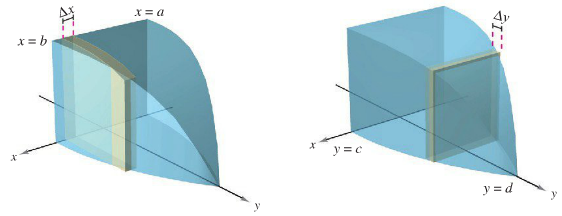 Δx
x = a
x = b
x
y
Δy
x
y = c
y = d
y